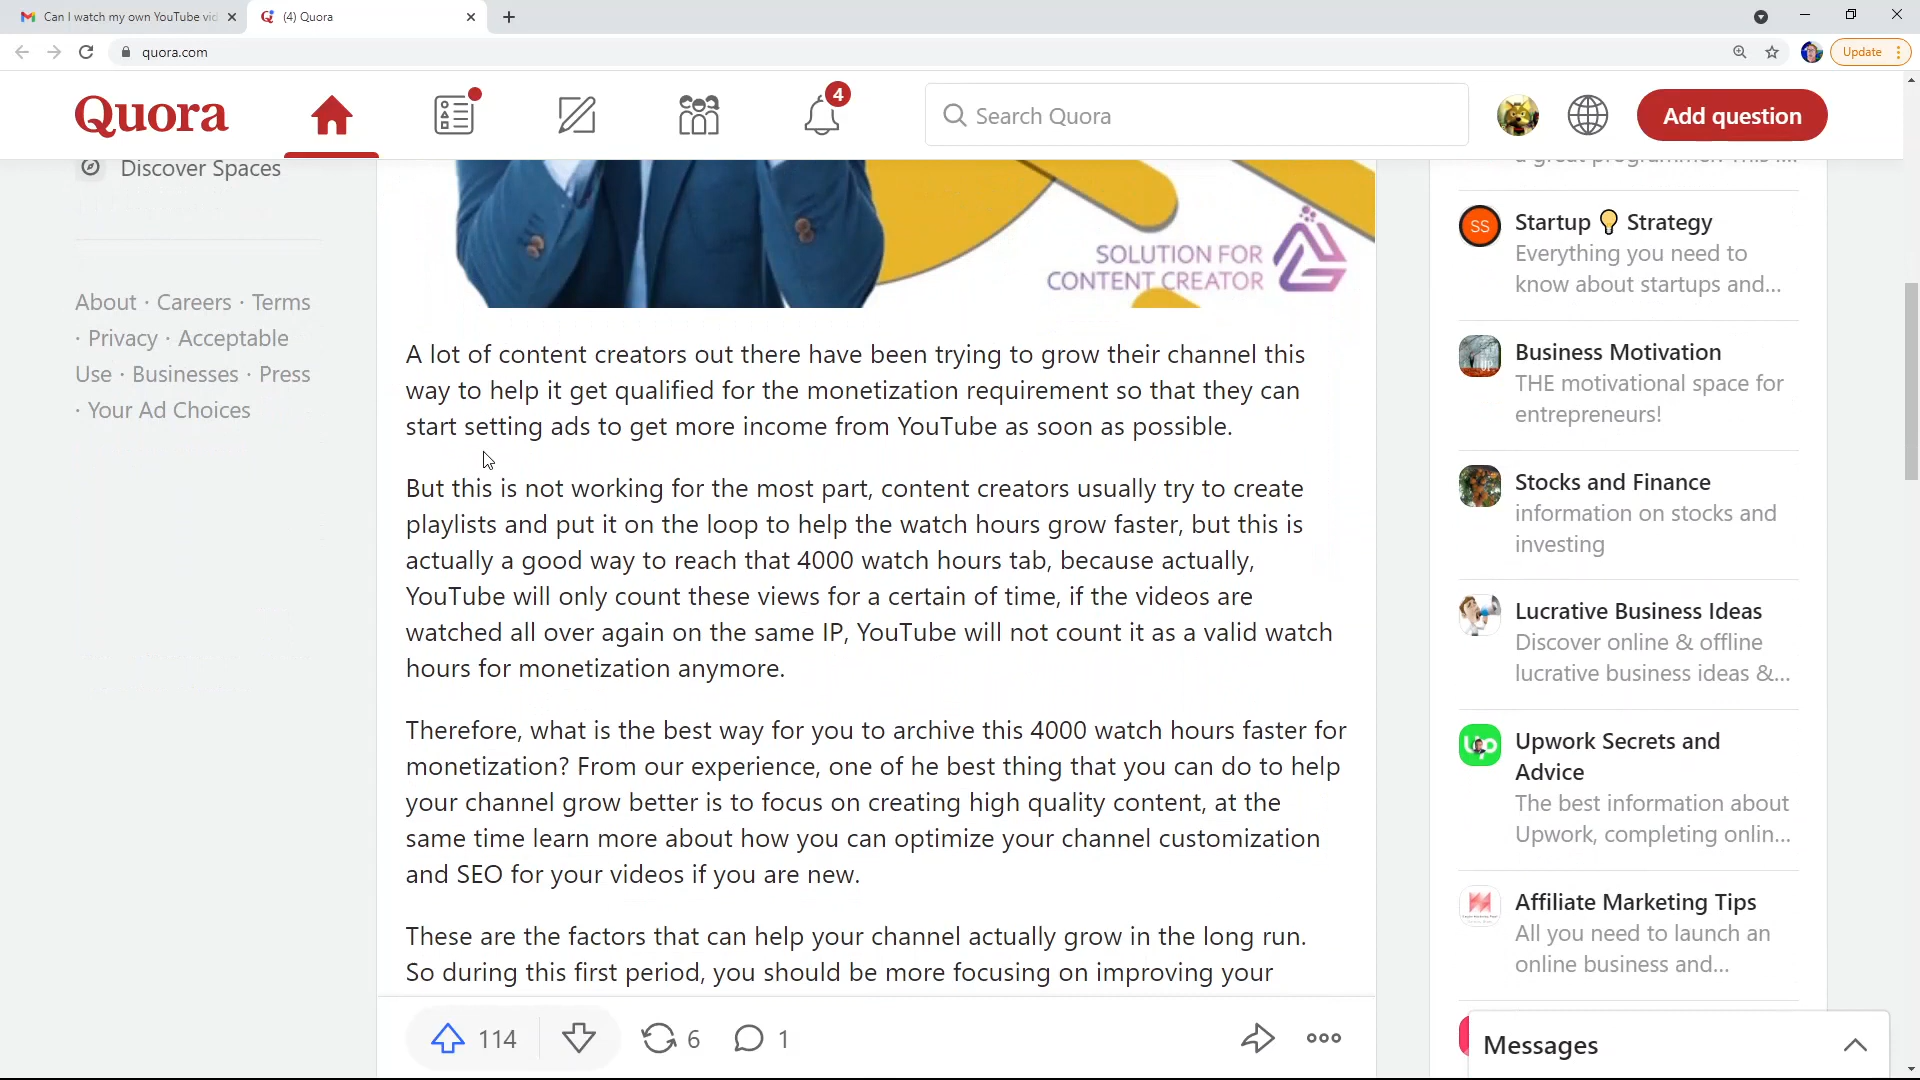 Can I watch my own YouTube vid
(4) Quora
quora.com
Update
Quora
4
Search Quora
Add question
Discover Spaces
About · Careers · Terms
· Privacy · Acceptable
Use · Businesses · Press
· Your Ad Choices
SOLUTION FOR
CONTENT CREATOR
A lot of content creators out there have been trying to grow their channel this
way to help it get qualified for the monetization requirement so that they can
start setting ads to get more income from YouTube as soon as possible.
But this is not working for the most part, content creators usually try to create
playlists and put it on the loop to help the watch hours grow faster, but this is
actually a good way to reach that 4000 watch hours tab, because actually,
YouTube will only count these views for a certain of time, if the videos are
watched all over again on the same IP, YouTube will not count it as a valid watch
hours for monetization anymore.
Therefore, what is the best way for you to archive this 4000 watch hours faster for
monetization? From our experience, one of he best thing that you can do to help
your channel grow better is to focus on creating high quality content, at the
same time learn more about how you can optimize your channel customization
and SEO for your videos if you are new.
These are the factors that can help your channel actually grow in the long run.
So during this first period, you should be more focusing on improving your
114
6
1
SS
Startup Strategy
Everything you need to
know about startups and...
Business Motivation
THE motivational space for
entrepreneurs!
Stocks and Finance
information on stocks and
investing
Lucrative Business Ideas
Discover online & offline
lucrative business ideas &...
Up
Upwork Secrets and
Advice
The best information about
Upwork, completing onlin...
Affiliate Marketing Tips
All you need to launch an
online business and...
Messages